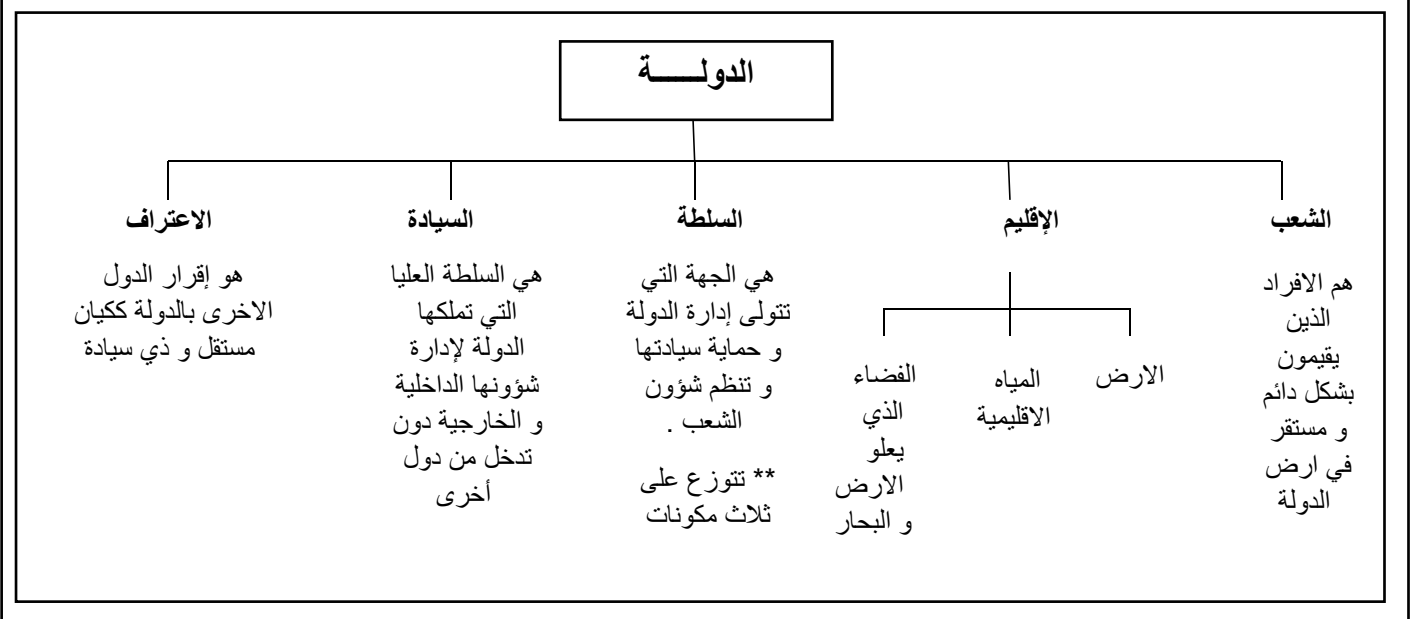 الدولـــــة
الشعب
هم الافراد
الذين
يقيمون
بشكل دائم
و مستقر
في ارض
الدولة
الإقليم
الارض
المياه
الاقليمية
الفضاء
الذي
يعلو
الارض
و البحار
السلطة
هي الجهة التي
تتولى إدارة الدولة
و حماية سيادتها
و تنظم شؤون
الشعب .
** تتوزع على
ثلاث مكونات
السيادة
هي السلطة العليا
التي تملكها
الدولة لإدارة
شؤونها الداخلية
و الخارجية دون
تدخل من دول
أخرى
الاعتراف
هو إقرار الدول
الاخرى بالدولة ككيان
مستقل و ذي سيادة